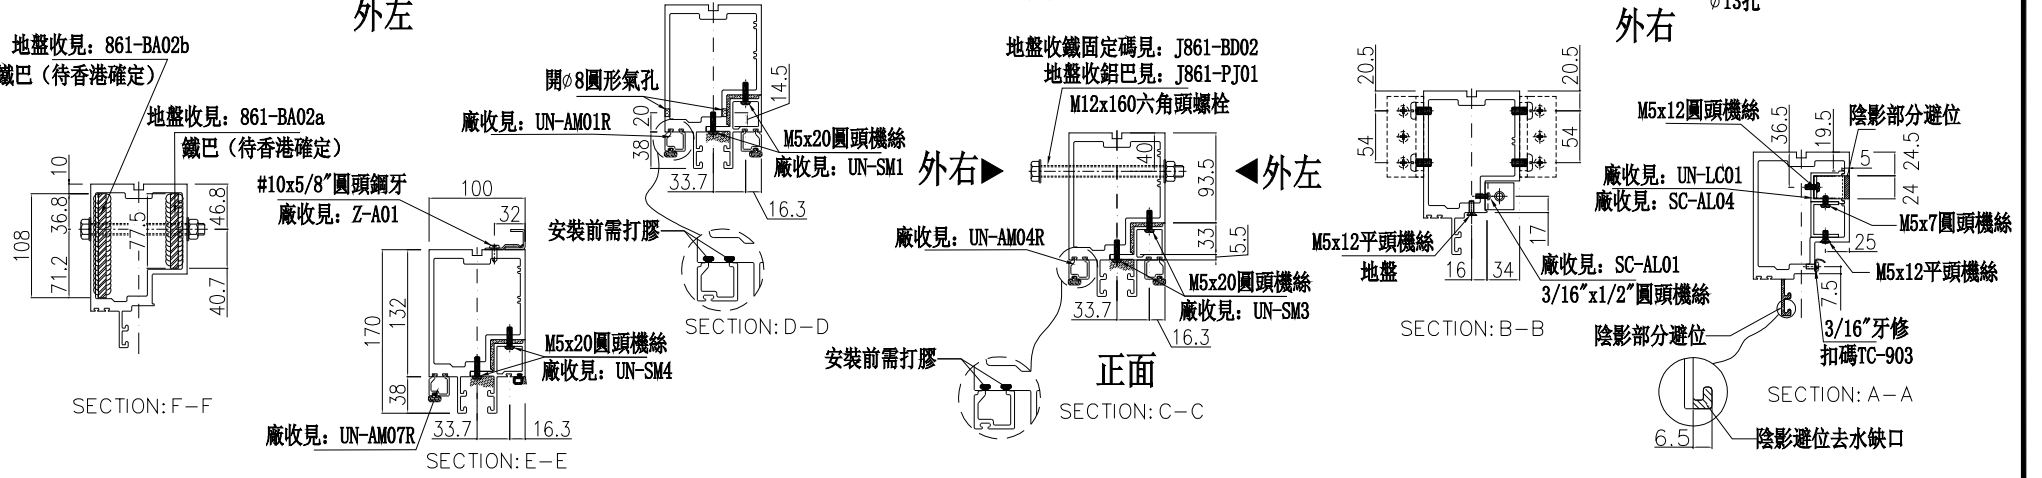 外左
地盤收見: 861-BA02b
鐵巴 (待香港確定)
地盤收見: 861-BA02a
鐵巴 (待香港確定)
10
36.8
108
71.2
77.5
46.8
40.7
SECTION:F-F
#10x5/8"圓頭鋼牙
廠收見: Z-A01
100
32
132
170
38
33.7
16.3
M5x20圓頭機絲
廠收見: UN-SM4
廠收見: UN-AM07R
SECTION:E-E
開ø8圓形氣孔
廠收見: UN-AM01R
20
38
14.5
M5x20圓頭機絲
廠收見: UN-SM1
33.7
16.3
安裝前需打膠
SECTION:D-D
地盤收鐵固定碼見: J861-BD02
地盤收鋁巴見: J861-PJ01
M12x160六角頭螺栓
外右
外左
40
93.5
33
5.5
廠收見: UN-AM04R
M5x20圓頭機絲
廠收見: UN-SM3
33.7
16.3
安裝前需打膠
正面
SECTION:C-C
20.5
20.5
54
54
M5x12平頭機絲
地盤
16
34
17
廠收見: SC-AL01
3/16"x1/2"圓頭機絲
SECTION:B-B
外右
ø13孔
M5x12圓頭機絲
36.5
19.5
陰影部分避位
5
24.5
24
廠收見: UN-LC01
廠收見: SC-AL04
M5x7圓頭機絲
25
M5x12平頭機絲
7.5
陰影部分避位
3/16"牙修
扣碼TC-903
SECTION:A-A
6.5
陰影避位去水缺口